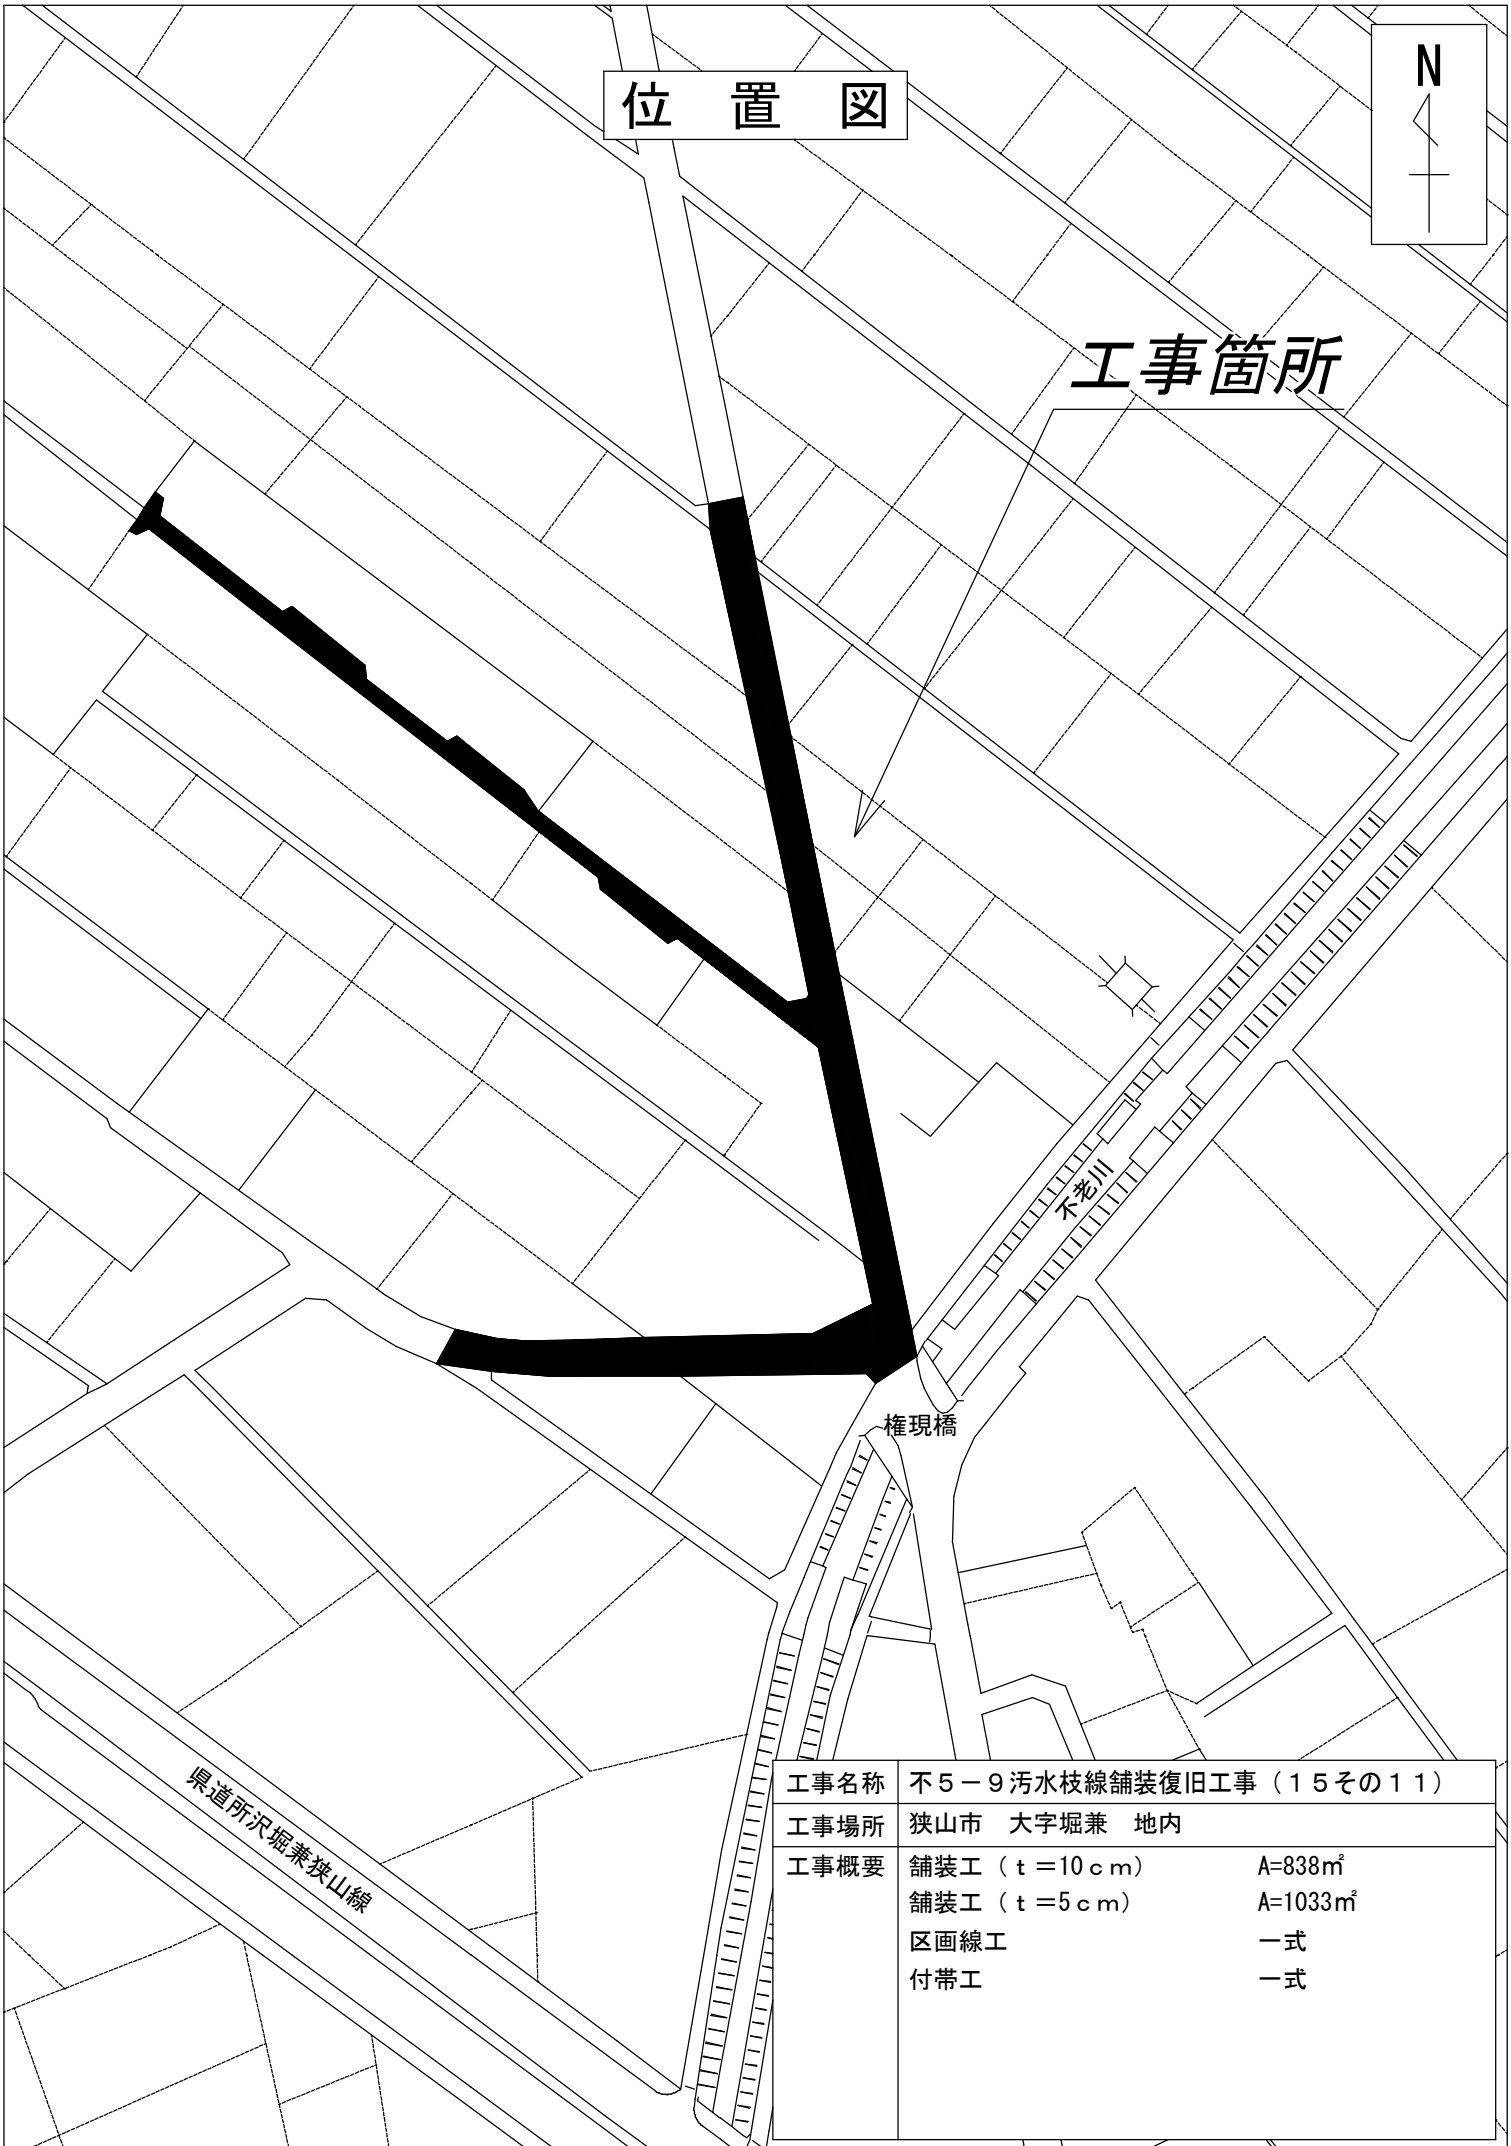 位 置 図
N
工事箇所
不老川
権現橋
県道所沢堀兼狭山線
工事名称 不５－９汚水枝線舗装復旧工事（１５その１１）
工事場所 狭山市　大字堀兼　地内
工事概要 舗装工（ｔ＝10ｃｍ） A=838㎡
舗装工（ｔ＝5ｃｍ） A=1033㎡
区画線工 一式
付帯工 一式